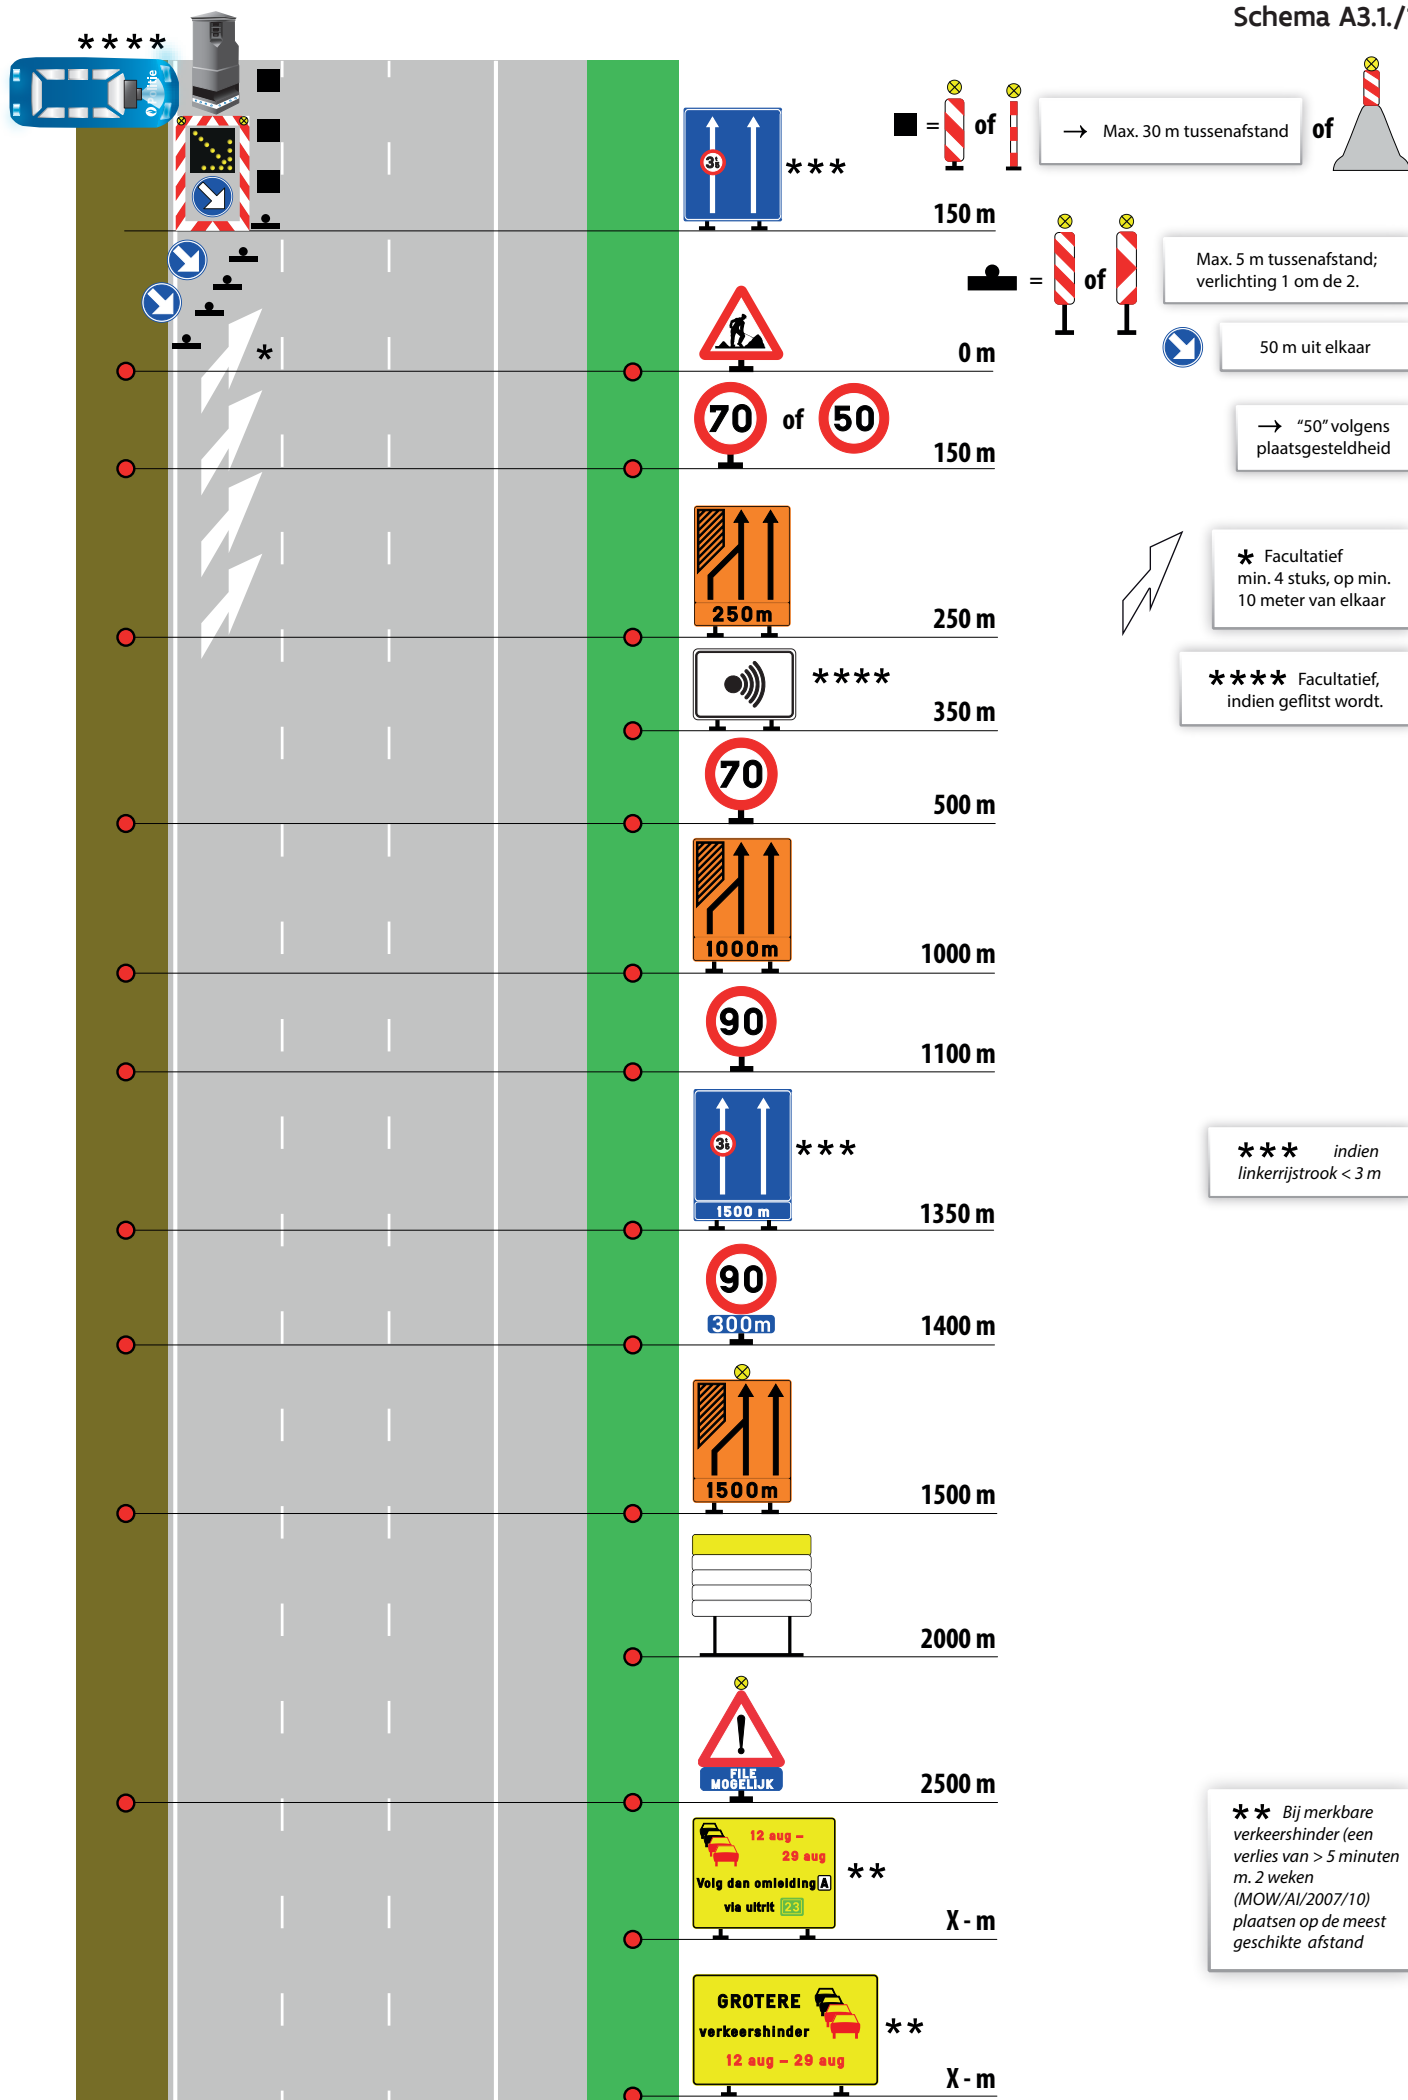 Schema A3.1./
****
Politie
***
= of
→ Max. 30 m tussenafstand
of
3,5
150 m
= of
Max. 5 m tussenafstand;
verlichting 1 om de 2.
*
0 m
50 m uit elkaar
70 of 50
150 m
→ "50" volgens
plaatsgesteldheid
250m
250 m
* Facultatief
min. 4 stuks, op min.
10 meter van elkaar
****
350 m
**** Facultatief,
indien geflitst wordt.
70
500 m
1000m
1000 m
90
1100 m
3,5
***
1500 m
1350 m
*** indien
linkerrijstrook < 3 m
90
300m
1400 m
1500m
1500 m
2000 m
!
FILE
MOGELIJK
2500 m
12 aug -
29 aug
Volg dan omleiding A
via uitrit 23
**
X - m
** Bij merkbare
verkeershinder (een
verlies van > 5 minuten
m. 2 weken
(MOW/AI/2007/10)
plaatsen op de meest
geschikte afstand
GROTERE
verkeershinder
12 aug - 29 aug
**
X - m